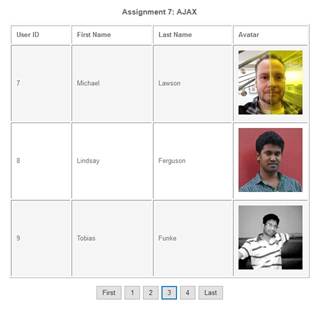 Assignment 7: AJAX
User ID First Name Last Name Avatar
7 Michael Lawson
8 Lindsay Ferguson
9 Tobias Funke
First 1 2 3 4 Last